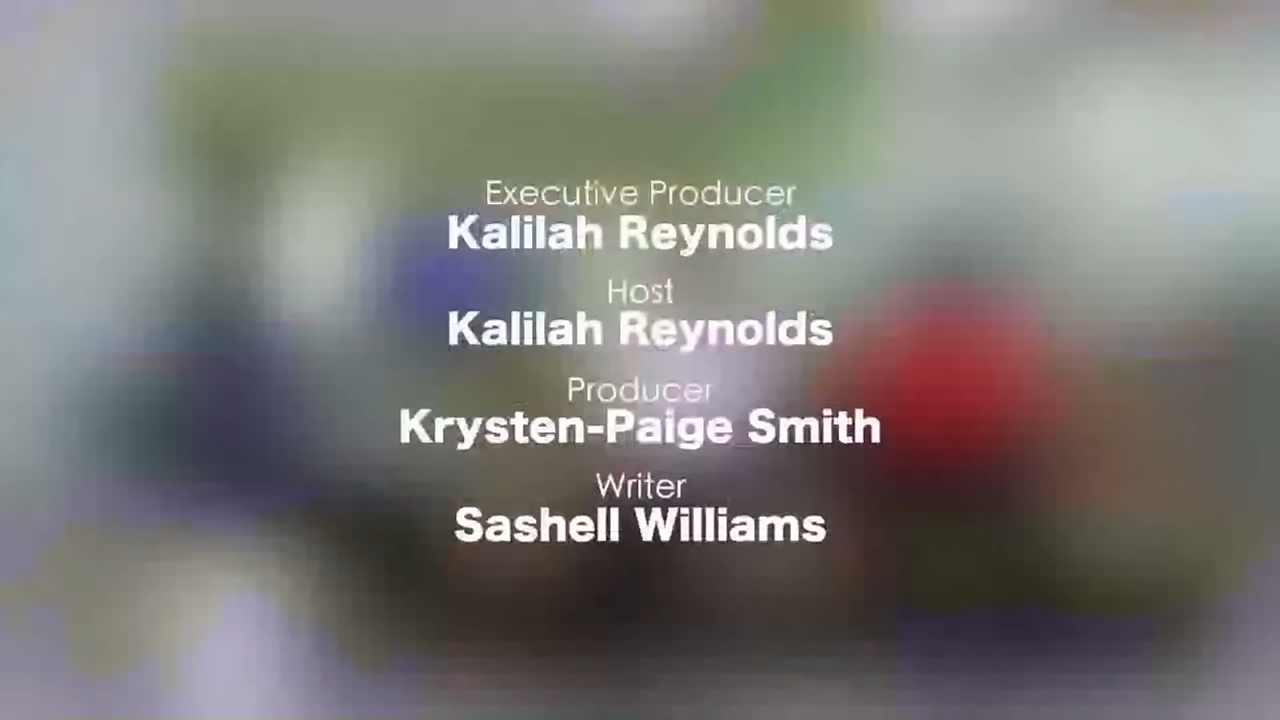 Executive Producer
Kalilah Reynolds
Host
Kalilah Reynolds
Producer
Krysten-Paige Smith
Writer
Sashell Williams